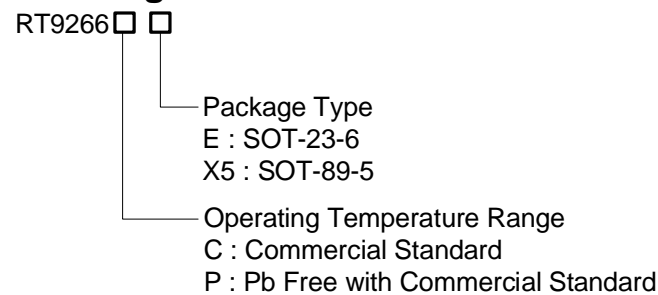 RT9266
Package Type
E : SOT-23-6
X5 : SOT-89-5
Operating Temperature Range
C : Commercial Standard
P : Pb Free with Commercial Standard